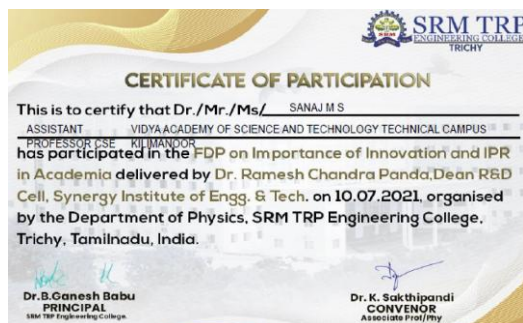 SRM TRP
ENGINEERING COLLEGE
TRICHY
CERTIFICATE OF PARTICIPATION
This is to certify that Dr./Mr./Ms/ SANAJ M S
ASSISTANT VIDYA ACADEMY OF SCIENCE AND TECHNOLOGY TECHNICAL CAMPUS
PROFESSOR CSE KILIMANOOR
has participated in the FDP on Importance of Innovation and IPR
in Academia delivered by Dr. Ramesh Chandra Panda,Dean R&D
Cell, Synergy Institute of Engg. & Tech. on 10.07.2021, organised
by the Department of Physics, SRM TRP Engineering College,
Trichy, Tamilnadu, India.
Dr.B.Ganesh Babu
PRINCIPAL
SRM TRP Engineering College.
Dr. K. Sakthipandi
CONVENOR
Associate Prof/Phy